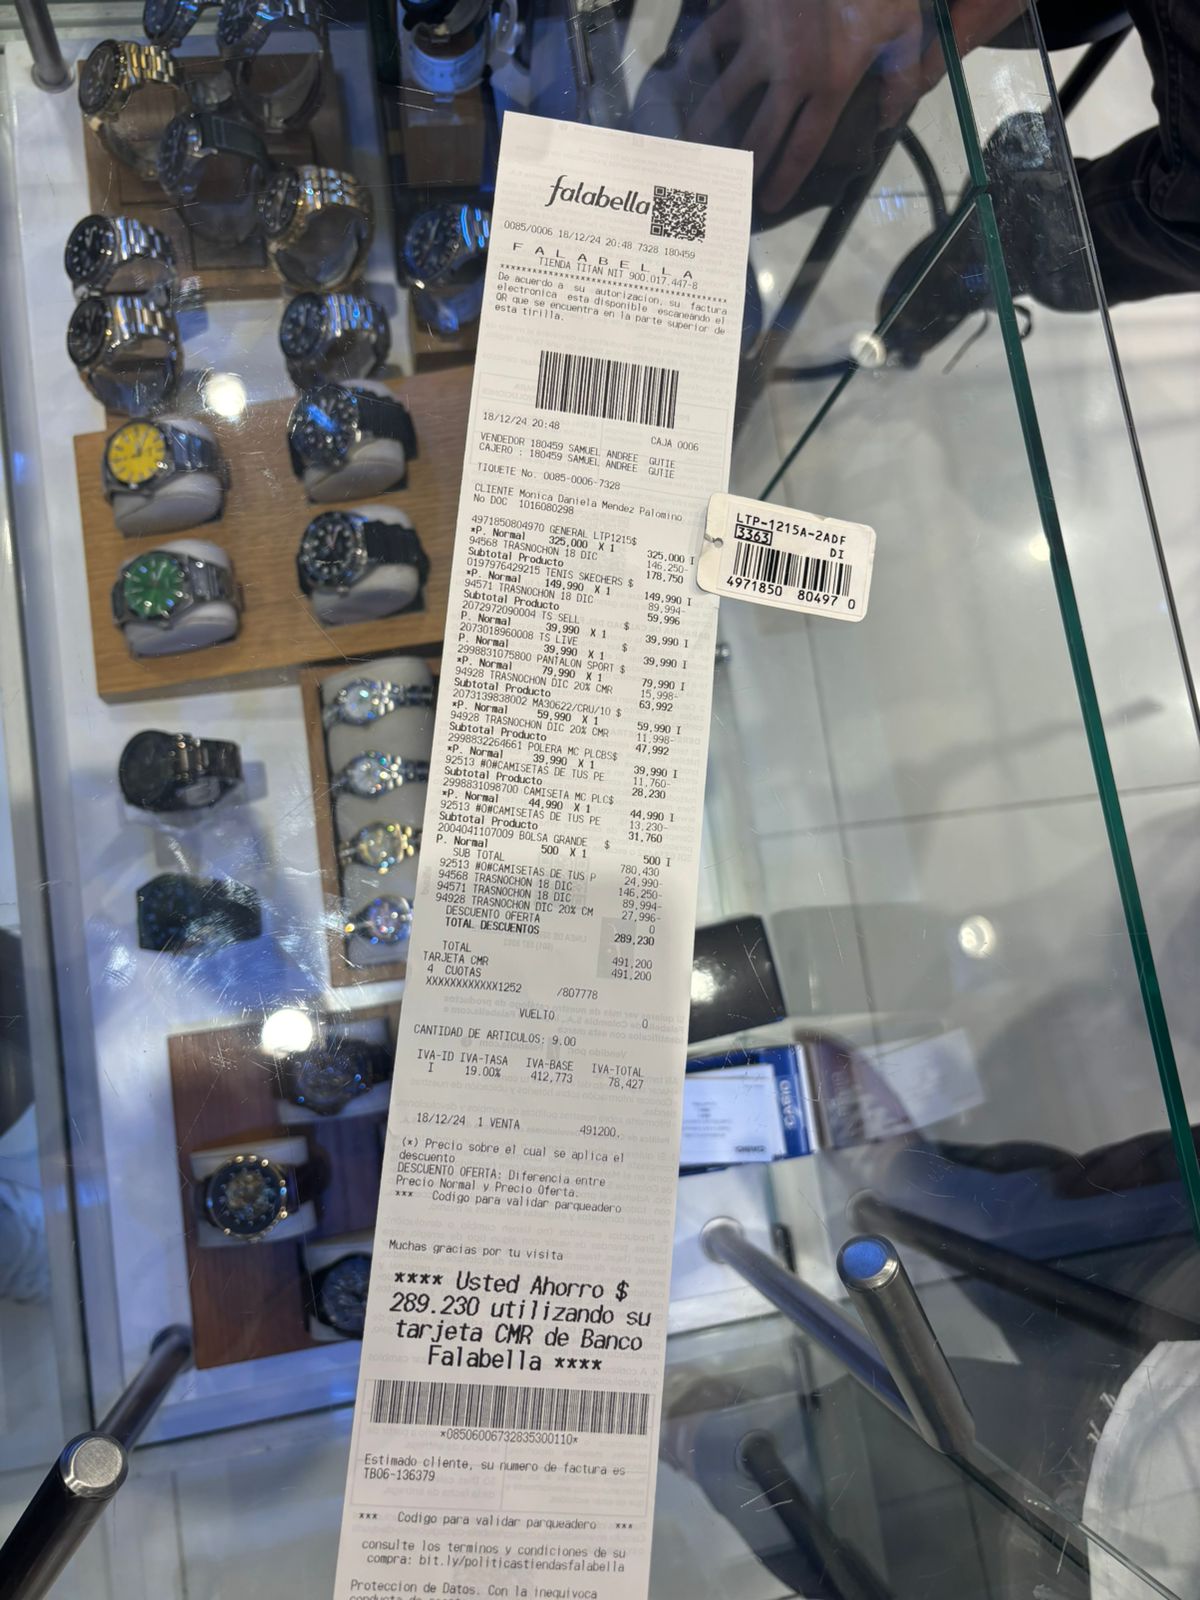 falabella
0085/0006 18/12/24 20:48 7328 180459
F A L A B E L L A
TIENDA TITAN NIT 900.017.447-8
****************************************
De acuerdo a su autorizacion, su factura
electronica esta disponible escaneando el
QR que se encuentra en la parte superior de
esta tirilla.
18/12/24 20:48 CAJA 0006
VENDEDOR 180459 SAMUEL ANDREE GUTIE
CAJERO : 180459 SAMUEL ANDREE GUTIE
TIQUETE No. 0085-0006-7328
CLIENTE Monica Daniela Mendez Palomino
No DOC 1016080298
4971850804970 GENERAL LTP1215$
*P. Normal 325,000 X 1 325,000 I
94568 TRASNOCHON 18 DIC 146.250-
Subtotal Producto 178,750
0197976429215 TENIS SKECHERS $
*P. Normal 149,990 X 1 149,990 I
94571 TRASNOCHON 18 DIC 89,994-
Subtotal Producto 59,996
2072972090004 TS SELL $
P. Normal 39,990 X 1 39,990 I
2073018960008 TS LIVE $
P. Normal 39,990 X 1 39,990 I
2998831075800 PANTALON SPORT $
*P. Normal 79,990 X 1 79,990 I
94928 TRASNOCHON DIC 20% CMR 15,998-
Subtotal Producto 63,992
2073139838002 MA30622/CRU/10 $
*P. Normal 59,990 X 1 59,990 I
94928 TRASNOCHON DIC 20% CMR 11,998-
Subtotal Producto 47,992
2998832264661 POLERA MC PLCBS$
*P. Normal 39,990 X 1 39,990 I
92513 #O#CAMISETAS DE TUS PE 11,760-
Subtotal Producto 28,230
2998831098700 CAMISETA MC PLC$
*P. Normal 44,990 X 1 44,990 I
92513 #O#CAMISETAS DE TUS PE 13,230-
Subtotal Producto 31,760
2004041107009 BOLSA GRANDE $
P. Normal 500 X 1 500 I
SUB TOTAL 780,430
92513 #O#CAMISETAS DE TUS P 24,990-
94568 TRASNOCHON 18 DIC 146,250-
94571 TRASNOCHON 18 DIC 89,994-
94928 TRASNOCHON DIC 20% CM 27,996-
DESCUENTO OFERTA 0
TOTAL DESCUENTOS 289,230
TOTAL 491,200
TARJETA CMR 491,200
4 CUOTAS
XXXXXXXXXXXX1252 /807778
VUELTO 0
CANTIDAD DE ARTICULOS: 9.00
IVA-ID IVA-TASA IVA-BASE IVA-TOTAL
I 19.00% 412,773 78,427
18/12/24 1 VENTA 491200,
(*) Precio sobre el cual se aplica el
descuento
DESCUENTO OFERTA: Diferencia entre
Precio Normal y Precio Oferta.
*** Codigo para validar parqueadero
Muchas gracias por tu visita
**** Usted Ahorro $
289.230 utilizando su
tarjeta CMR de Banco
Falabella ****
*08506006732835300110*
Estimado cliente, su numero de factura es
TB06-136379
*** Codigo para validar parqueadero ***
consulte los terminos y condiciones de su
compra: bit.ly/politicastiendasfalabella
Proteccion de Datos. Con la inequivoca
LTP-1215A-2ADF
3363 DI
4971850 80497 0
CASIO